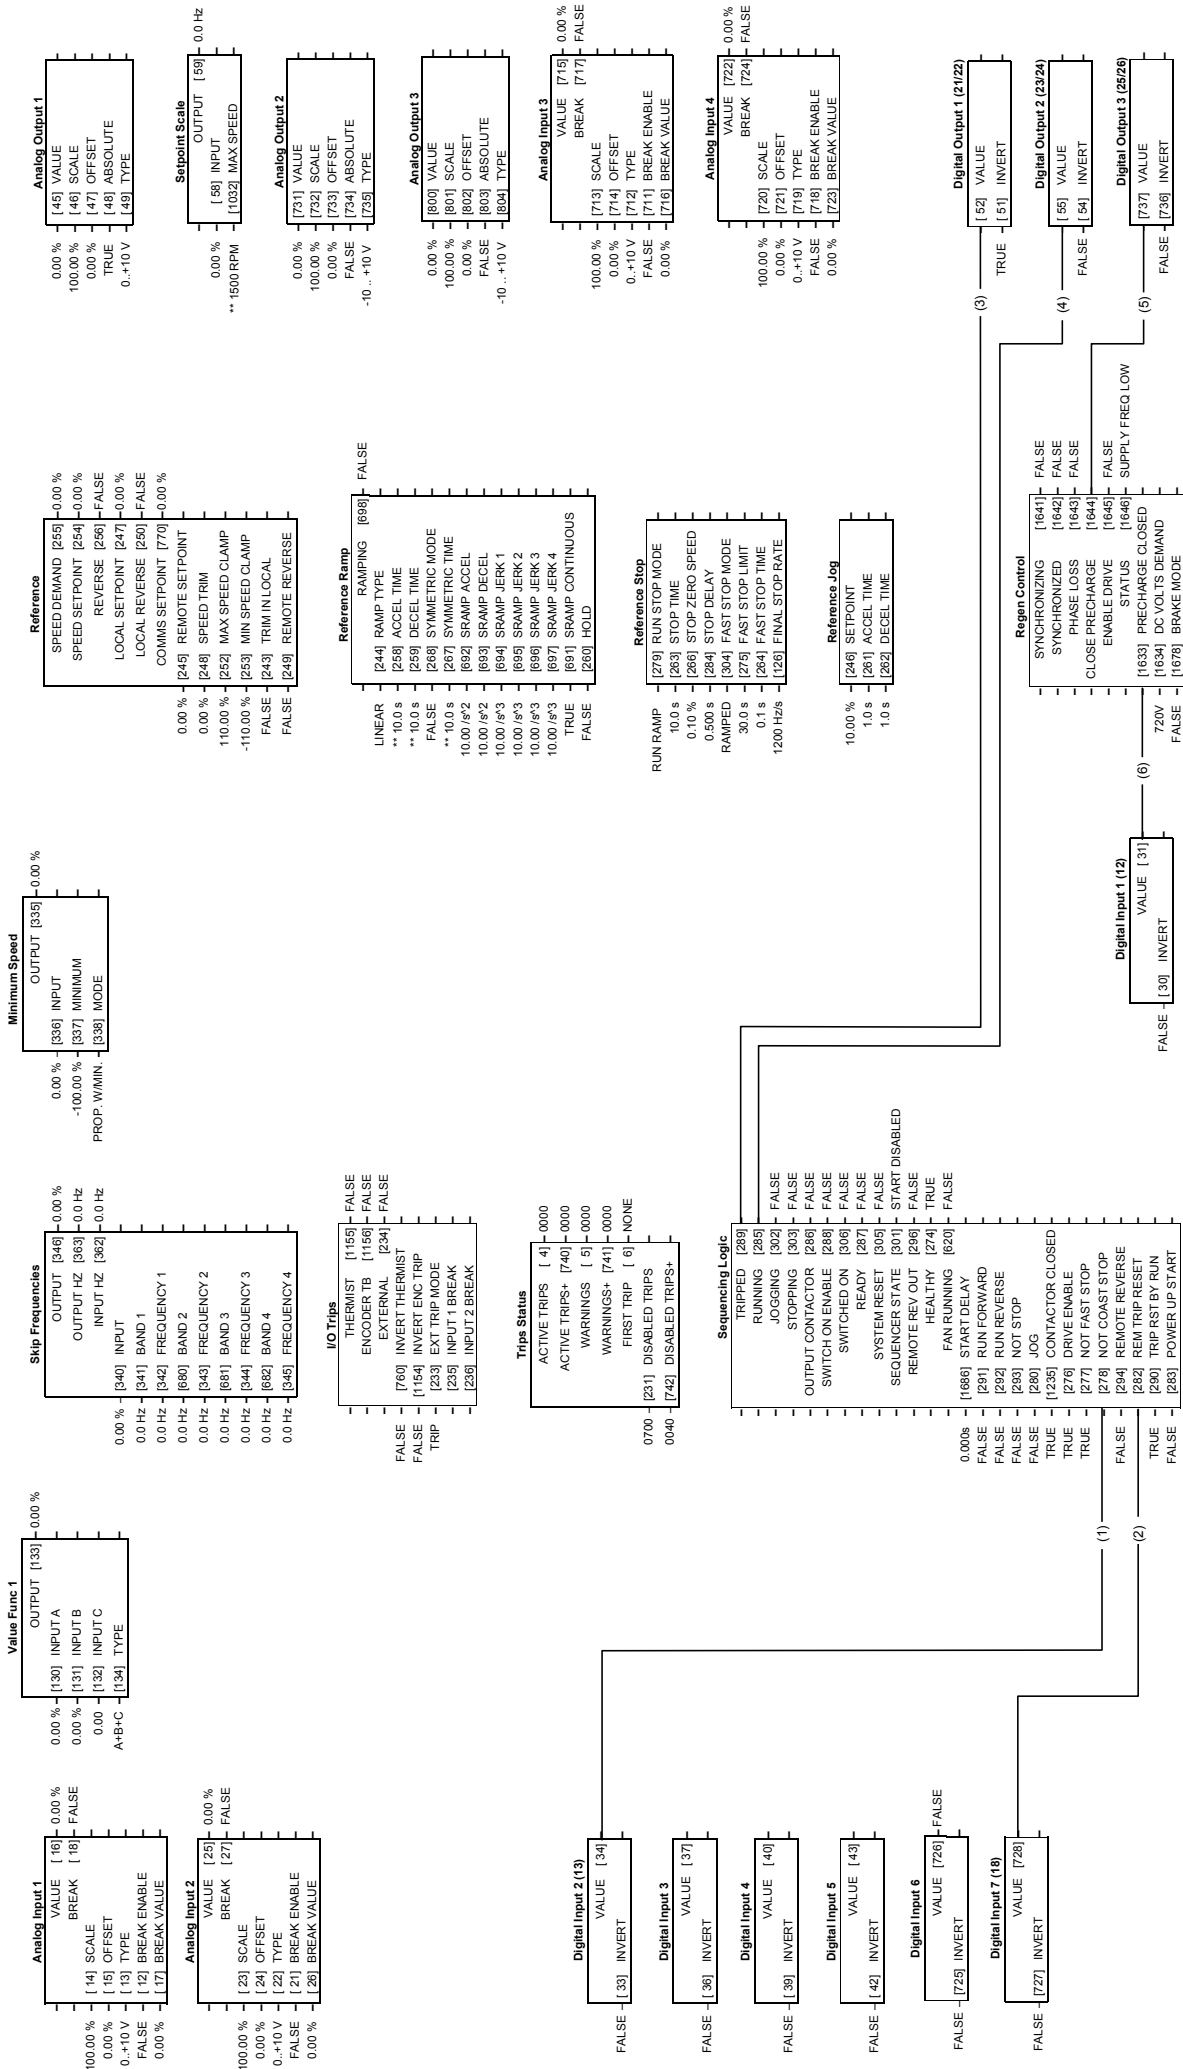 Analog Input 1
VALUE [ 16] 0.00 %
BREAK [ 18] FALSE
100.00 % [ 14] SCALE
0.00 % [ 15] OFFSET
0..+10 V [ 13] TYPE
FALSE [ 12] BREAK ENABLE
0.00 % [ 17] BREAK VALUE
Analog Input 2
VALUE [ 25] 0.00 %
BREAK [ 27] FALSE
100.00 % [ 23] SCALE
0.00 % [ 24] OFFSET
0..+10 V [ 22] TYPE
FALSE [ 21] BREAK ENABLE
0.00 % [ 26] BREAK VALUE
Digital Input 2 (13)
VALUE [ 34]
FALSE [ 33] INVERT
Digital Input 3
VALUE [ 37]
FALSE [ 36] INVERT
Digital Input 4
VALUE [ 40]
FALSE [ 39] INVERT
Digital Input 5
VALUE [ 43]
FALSE [ 42] INVERT
Digital Input 6
VALUE [726] FALSE
FALSE [725] INVERT
Digital Input 7 (18)
VALUE [728]
FALSE [727] INVERT
Value Func 1
OUTPUT [133] 0.00 %
0.00 % [130] INPUT A
0.00 % [131] INPUT B
0.00 [132] INPUT C
A+B+C [134] TYPE
(1)
(2)
Skip Frequencies
OUTPUT [346] 0.00 %
OUTPUT HZ [363] 0.0 Hz
INPUT HZ [362] 0.0 Hz
0.00 % [340] INPUT
0.0 Hz [341] BAND 1
0.0 Hz [342] FREQUENCY 1
0.0 Hz [680] BAND 2
0.0 Hz [343] FREQUENCY 2
0.0 Hz [681] BAND 3
0.0 Hz [344] FREQUENCY 3
0.0 Hz [682] BAND 4
0.0 Hz [345] FREQUENCY 4
I/O Trips
THERMIST [1155] FALSE
ENCODER TB [1156] FALSE
EXTERNAL [234] FALSE
FALSE [760] INVERT THERMIST
FALSE [1154] INVERT ENC TRIP
TRIP [233] EXT TRIP MODE
[235] INPUT 1 BREAK
[236] INPUT 2 BREAK
Trips Status
ACTIVE TRIPS [ 4] 0000
ACTIVE TRIPS+ [740] 0000
WARNINGS [ 5] 0000
WARNINGS+ [741] 0000
FIRST TRIP [ 6] NONE
0700 [231] DISABLED TRIPS
0040 [742] DISABLED TRIPS+
Sequencing Logic
TRIPPED [289]
RUNNING [285]
JOGGING [302] FALSE
STOPPING [303] FALSE
OUTPUT CONTACTOR [286] FALSE
SWITCH ON ENABLE [288] FALSE
SWITCHED ON [306] FALSE
READY [287] FALSE
SYSTEM RESET [305] FALSE
SEQUENCER STATE [301] START DISABLED
REMOTE REV OUT [296] FALSE
HEALTHY [274] TRUE
FAN RUNNING [620] FALSE
0.000s [1686] START DELAY
FALSE [291] RUN FORWARD
FALSE [292] RUN REVERSE
FALSE [293] NOT STOP
FALSE [280] JOG
TRUE [1235] CONTACTOR CLOSED
TRUE [276] DRIVE ENABLE
TRUE [277] NOT FAST STOP
[278] NOT COAST STOP
FALSE [294] REMOTE REVERSE
[282] REM TRIP RESET
TRUE [290] TRIP RST BY RUN
FALSE [283] POWER UP START
Minimum Speed
OUTPUT [335] 0.00 %
0.00 % [336] INPUT
-100.00 % [337] MINIMUM
PROP. W/MIN. [338] MODE
Digital Input 1 (12)
VALUE [ 31]
FALSE [ 30] INVERT
(6)
Reference
SPEED DEMAND [255] 0.00 %
SPEED SETPOINT [254] 0.00 %
REVERSE [256] FALSE
LOCAL SETPOINT [247] 0.00 %
LOCAL REVERSE [250] FALSE
COMMS SETPOINT [770] 0.00 %
0.00 % [245] REMOTE SETPOINT
0.00 % [248] SPEED TRIM
110.00 % [252] MAX SPEED CLAMP
-110.00 % [253] MIN SPEED CLAMP
FALSE [243] TRIM IN LOCAL
FALSE [249] REMOTE REVERSE
Reference Ramp
RAMPING [698] FALSE
LINEAR [244] RAMP TYPE
** 10.0 s [258] ACCEL TIME
** 10.0 s [259] DECEL TIME
FALSE [268] SYMMETRIC MODE
** 10.0 s [267] SYMMETRIC TIME
10.00 /s^2 [692] SRAMP ACCEL
10.00 /s^2 [693] SRAMP DECEL
10.00 /s^3 [694] SRAMP JERK 1
10.00 /s^3 [695] SRAMP JERK 2
10.00 /s^3 [696] SRAMP JERK 3
10.00 /s^3 [697] SRAMP JERK 4
TRUE [691] SRAMP CONTINUOUS
FALSE [260] HOLD
Reference Stop
RUN RAMP [279] RUN STOP MODE
10.0 s [263] STOP TIME
0.10 % [266] STOP ZERO SPEED
0.500 s [284] STOP DELAY
RAMPED [304] FAST STOP MODE
30.0 s [275] FAST STOP LIMIT
0.1 s [264] FAST STOP TIME
1200 Hz/s [126] FINAL STOP RATE
Reference Jog
10.00 % [246] SETPOINT
1.0 s [261] ACCEL TIME
1.0 s [262] DECEL TIME
Regen Control
SYNCHRONIZING [1641] FALSE
SYNCHRONIZED [1642] FALSE
PHASE LOSS [1643] FALSE
CLOSE PRECHARGE [1644]
ENABLE DRIVE [1645] FALSE
STATUS [1646] SUPPLY FREQ LOW
[1633] PRECHARGE CLOSED
720V [1634] DC VOLTS DEMAND
FALSE [1678] BRAKE MODE
(3)
(4)
(5)
Analog Output 1
0.00 % [ 45] VALUE
100.00 % [ 46] SCALE
0.00 % [ 47] OFFSET
TRUE [ 48] ABSOLUTE
0..+10 V [ 49] TYPE
Setpoint Scale
OUTPUT [ 59] 0.0 Hz
0.00 % [ 58] INPUT
** 1500 RPM [1032] MAX SPEED
Analog Output 2
0.00 % [731] VALUE
100.00 % [732] SCALE
0.00 % [733] OFFSET
FALSE [734] ABSOLUTE
-10 .. +10 V [735] TYPE
Analog Output 3
0.00 % [800] VALUE
100.00 % [801] SCALE
0.00 % [802] OFFSET
FALSE [803] ABSOLUTE
-10 .. +10 V [804] TYPE
Analog Input 3
VALUE [715] 0.00 %
BREAK [717] FALSE
100.00 % [713] SCALE
0.00 % [714] OFFSET
0..+10 V [712] TYPE
FALSE [711] BREAK ENABLE
0.00 % [716] BREAK VALUE
Analog Input 4
VALUE [722] 0.00 %
BREAK [724] FALSE
100.00 % [720] SCALE
0.00 % [721] OFFSET
0..+10 V [719] TYPE
FALSE [718] BREAK ENABLE
0.00 % [723] BREAK VALUE
Digital Output 1 (21/22)
[ 52] VALUE
TRUE [ 51] INVERT
Digital Output 2 (23/24)
[ 55] VALUE
FALSE [ 54] INVERT
Digital Output 3 (25/26)
[737] VALUE
FALSE [736] INVERT